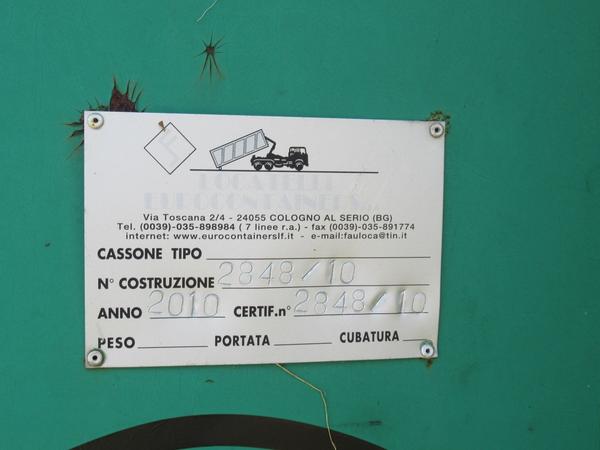 LOCATELLI
EUROCONTAINERS
Via Toscana 2/4 - 24055 COLOGNO AL SERIO (BG)
Tel. (0039)-035-898984 ( 7 linee r.a.) - fax (0039)-035-891774
internet: www.eurocontainerslf.it - e-mail:fauloca@tin.it
CASSONE TIPO
N° COSTRUZIONE 2848/10
ANNO 2010 CERTIF.n° 2848/10
PESO PORTATA CUBATURA